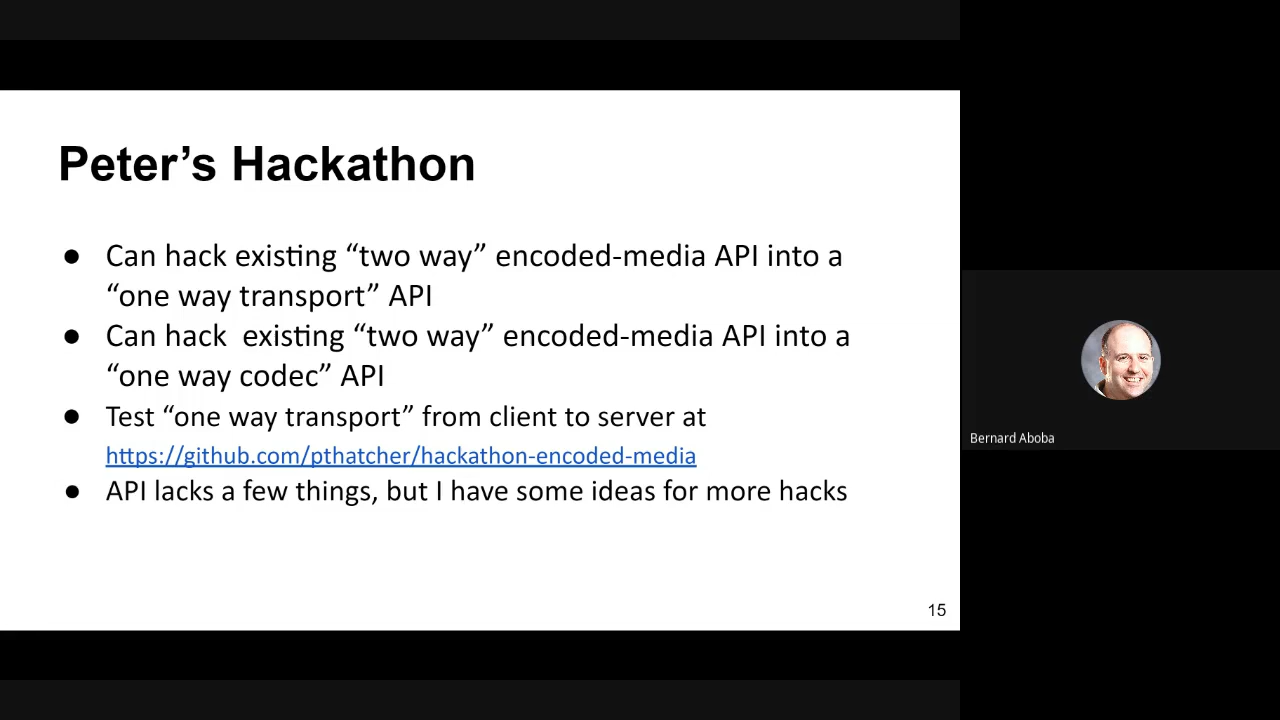 Peter’s Hackathon
● Can hack existing “two way” encoded-media API into a
“one way transport” API
● Can hack  existing “two way” encoded-media API into a
“one way codec” API
● Test “one way transport” from client to server at
https://github.com/pthatcher/hackathon-encoded-media
● API lacks a few things, but I have some ideas for more hacks
15
Bernard Aboba